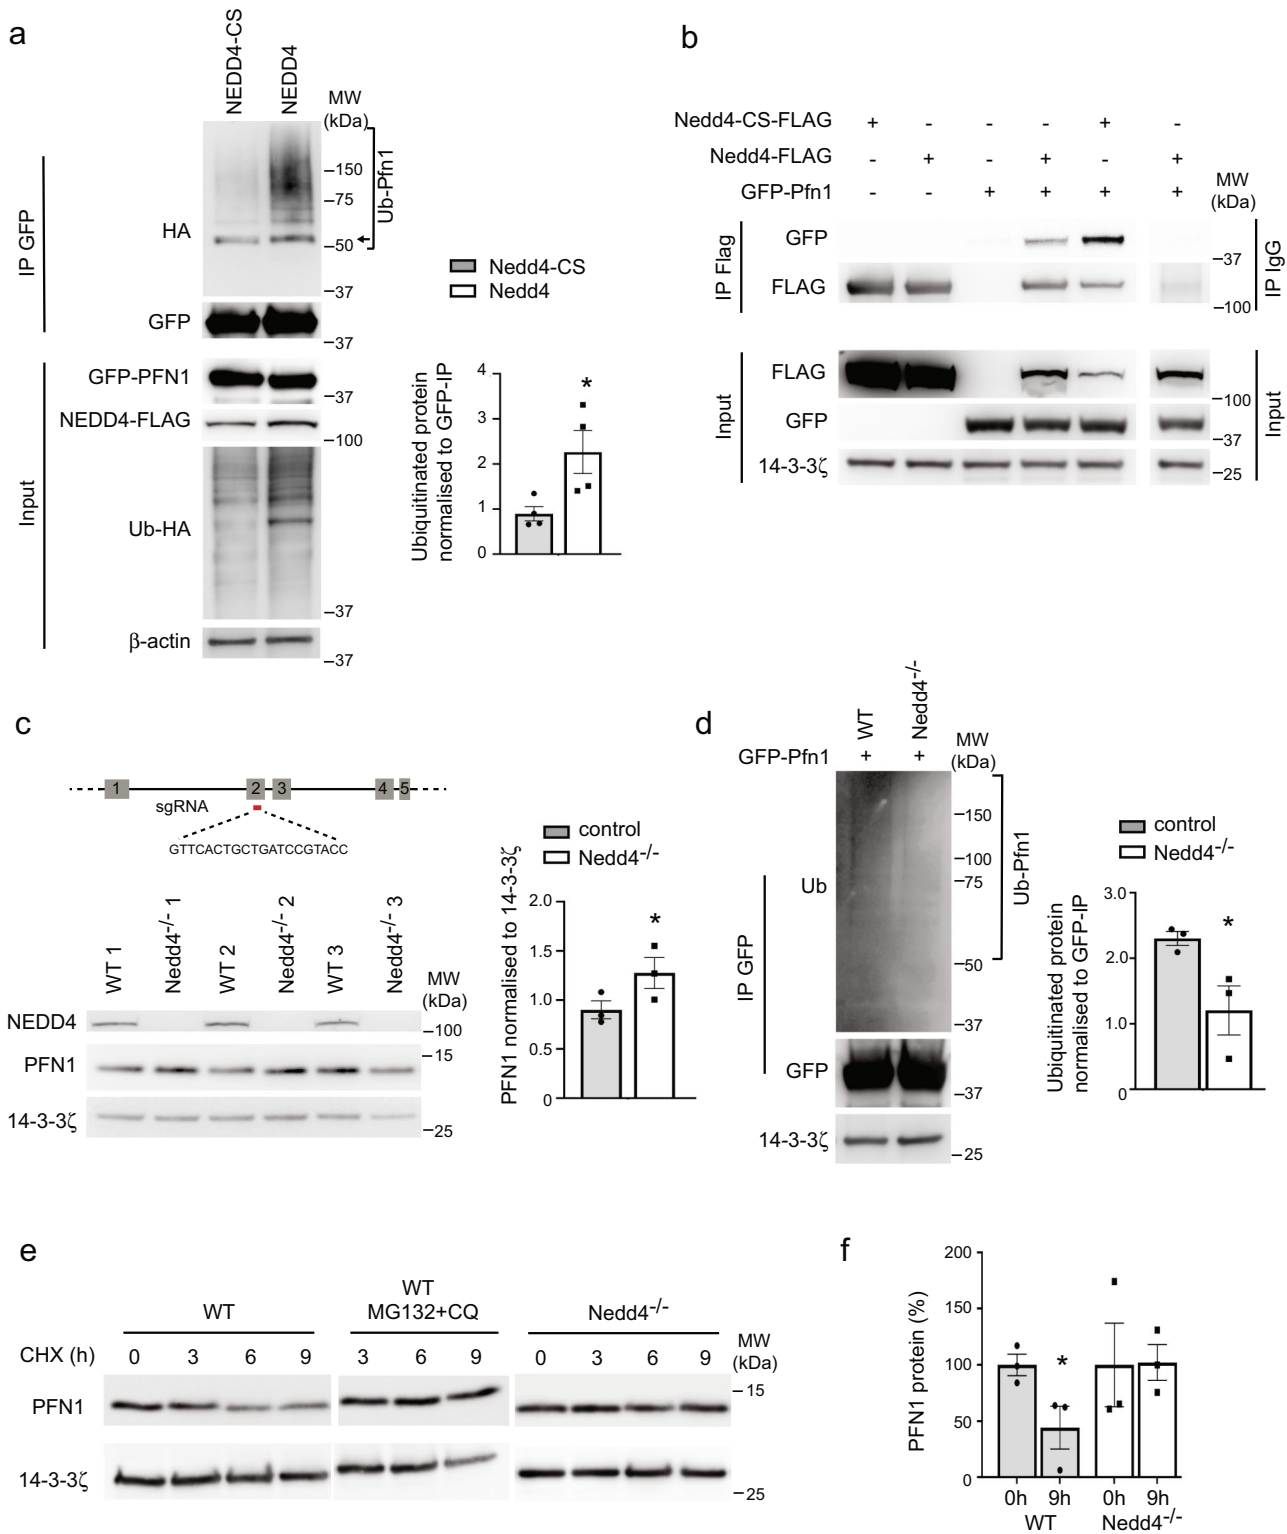 a
NEDD4-CS
NEDD4
MW
(kDa)
IP GFP
HA
–150
–75
–50
–37
Ub-Pfn1
GFP
–37
Input
GFP-PFN1
–37
NEDD4-FLAG
–100
Ub-HA
–37
β-actin
–37
Nedd4-CS
Nedd4
Ubiquitinated protein
normalised to GFP-IP
4
3
2
1
0
*
b
Nedd4-CS-FLAG + - - - + -
Nedd4-FLAG - + - + - +
GFP-Pfn1 - - + + + +
MW
(kDa)
IP Flag
GFP
–37
FLAG
–100
IP IgG
Input
FLAG
–100
GFP
–37
14-3-3ζ
–25
Input
c
1 2 3 4 5
sgRNA
GTTCACTGCTGATCCGTACC
WT 1
Nedd4-/- 1
WT 2
Nedd4-/- 2
WT 3
Nedd4-/- 3
MW
(kDa)
NEDD4
–100
–15
PFN1
14-3-3ζ
–25
control
Nedd4-/-
PFN1 normalised to 14-3-3ζ
2.0
1.5
1.0
0.5
0
*
d
WT
Nedd4-/-
GFP-Pfn1 + +
MW
(kDa)
IP GFP
Ub
–150
–100
–75
–50
–37
Ub-Pfn1
GFP
–37
14-3-3ζ
–25
control
Nedd4-/-
Ubiquitinated protein
normalised to GFP-IP
3.0
2.0
1.0
0
*
e
WT
WT
MG132+CQ
Nedd4-/-
CHX (h) 0 3 6 9 3 6 9 0 3 6 9
MW
(kDa)
PFN1
–15
14-3-3ζ
–25
f
PFN1 protein (%)
200
150
100
50
0
*
0h 9h 0h 9h
WT Nedd4-/-